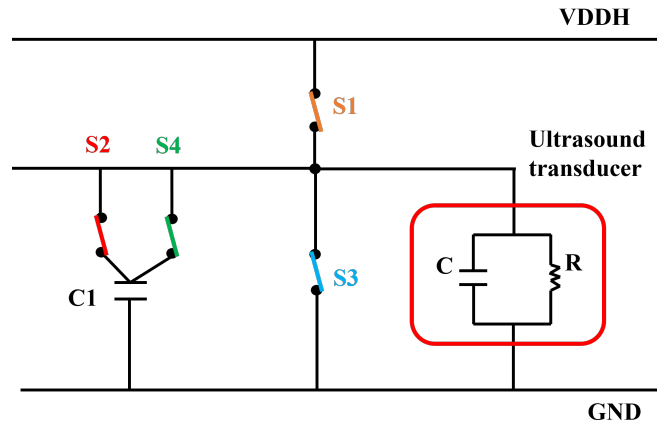 VDDH
S1
S2
S4
Ultrasound
transducer
S3
C
R
C1
GND